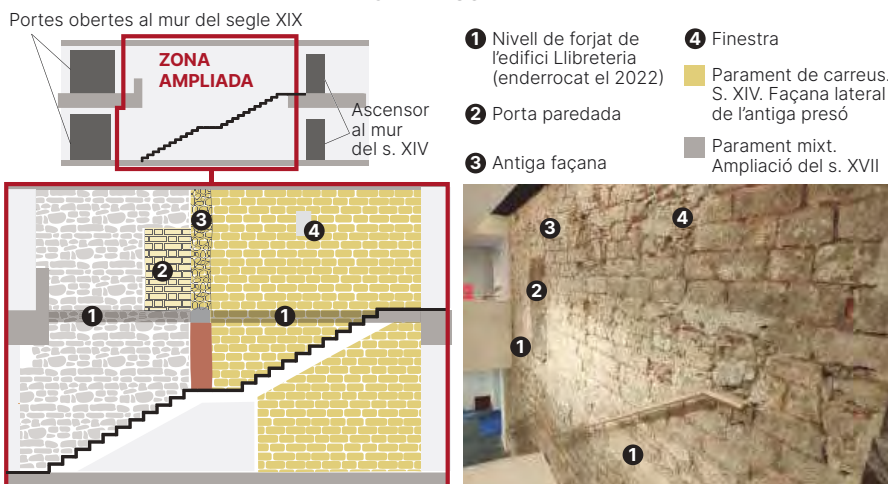 Portes obertes al mur del segle XIX
ZONA
AMPLIADA
Ascensor
al mur
del s. XIV
1 Nivell de forjat de
l’edifici Llibreteria
(enderrocat el 2022)
2 Porta paredada
3 Antiga façana
4 Finestra
Parament de carreus.
S. XIV. Façana lateral
de l’antiga presó
Parament mixt.
Ampliació del s. XVII
3
4
2
1
1
3
4
2
1
1